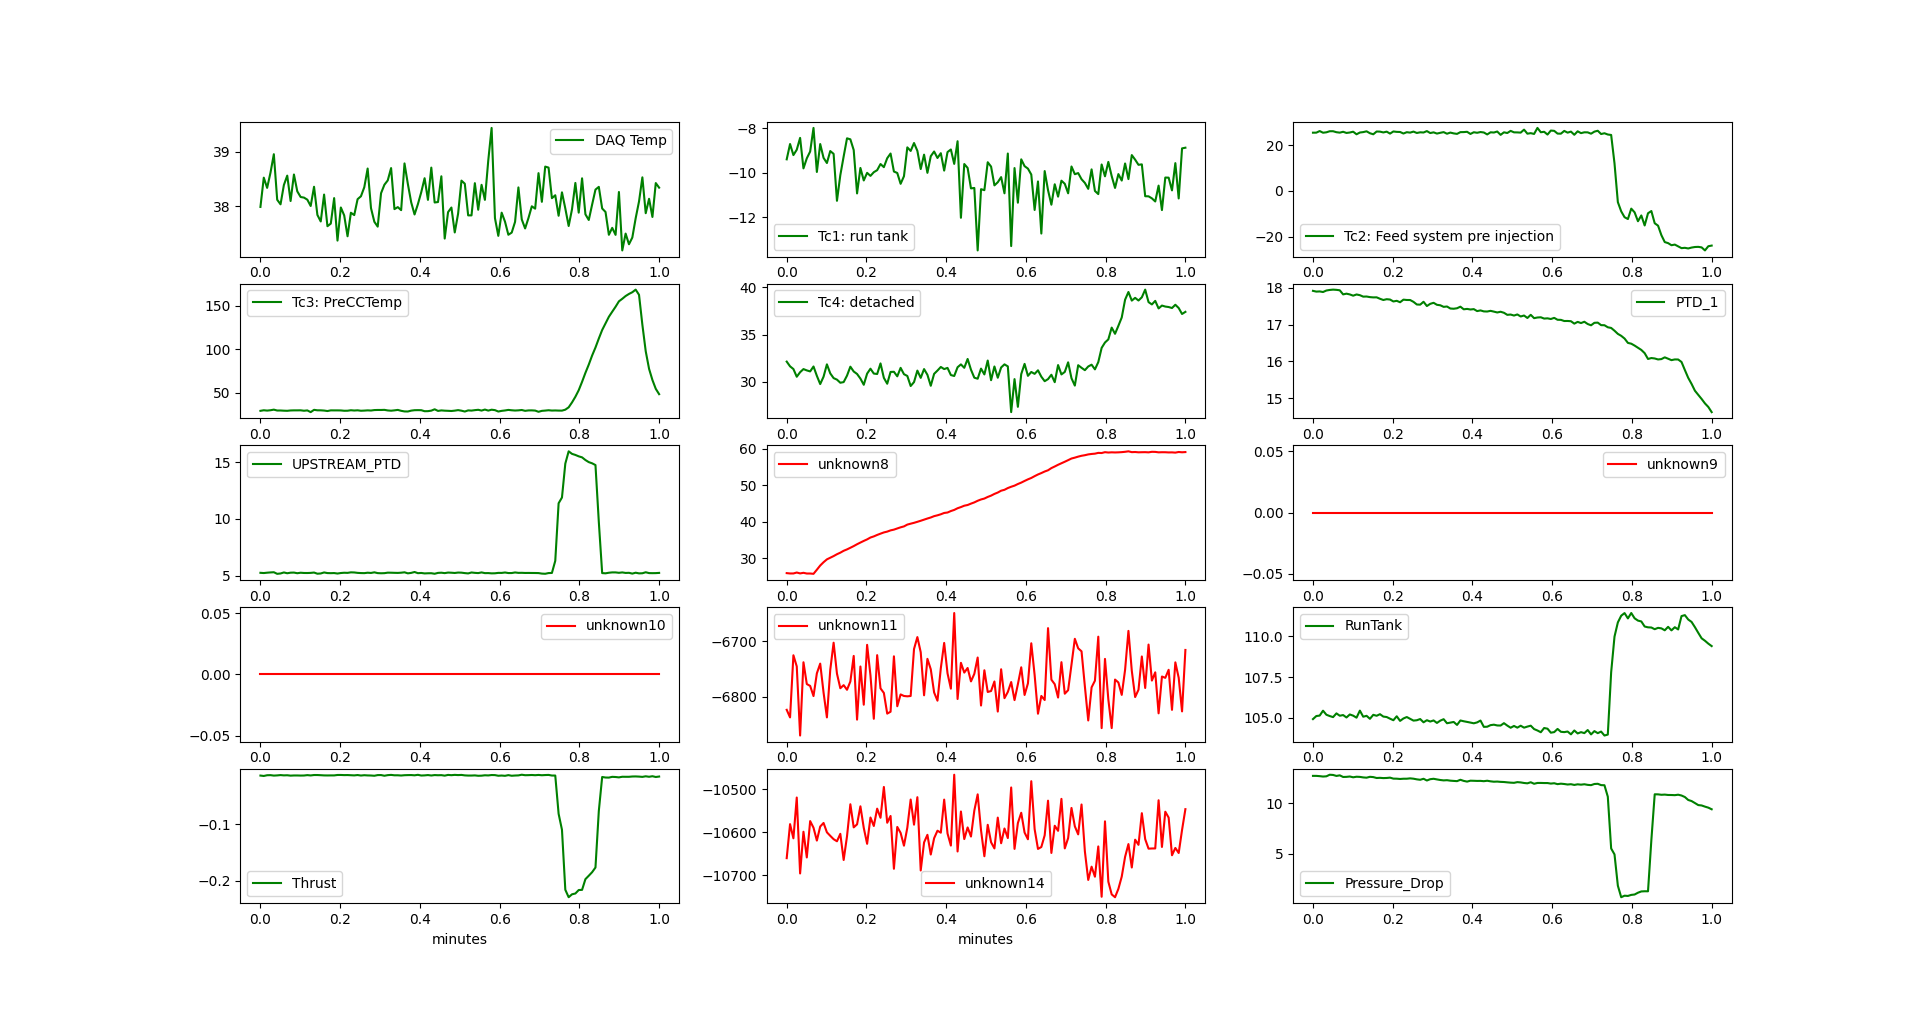 DAQ Temp
39
38
0.0 0.2 0.4 0.6 0.8 1.0
Tc1: run tank
−8
−10
−12
0.0 0.2 0.4 0.6 0.8 1.0
Tc2: Feed system pre injection
20
0
−20
0.0 0.2 0.4 0.6 0.8 1.0
Tc3: PreCCTemp
150
100
50
0.0 0.2 0.4 0.6 0.8 1.0
Tc4: detached
40
35
30
0.0 0.2 0.4 0.6 0.8 1.0
PTD_1
18
17
16
15
0.0 0.2 0.4 0.6 0.8 1.0
UPSTREAM_PTD
15
10
5
0.0 0.2 0.4 0.6 0.8 1.0
unknown8
60
50
40
30
0.0 0.2 0.4 0.6 0.8 1.0
unknown9
0.05
0.00
−0.05
0.0 0.2 0.4 0.6 0.8 1.0
unknown10
0.05
0.00
−0.05
0.0 0.2 0.4 0.6 0.8 1.0
unknown11
−6700
−6800
0.0 0.2 0.4 0.6 0.8 1.0
RunTank
110.0
107.5
105.0
0.0 0.2 0.4 0.6 0.8 1.0
−0.1
−0.2
Thrust
0.0 0.2 0.4 0.6 0.8 1.0
minutes
−10500
−10600
−10700
unknown14
0.0 0.2 0.4 0.6 0.8 1.0
minutes
10
5
Pressure_Drop
0.0 0.2 0.4 0.6 0.8 1.0